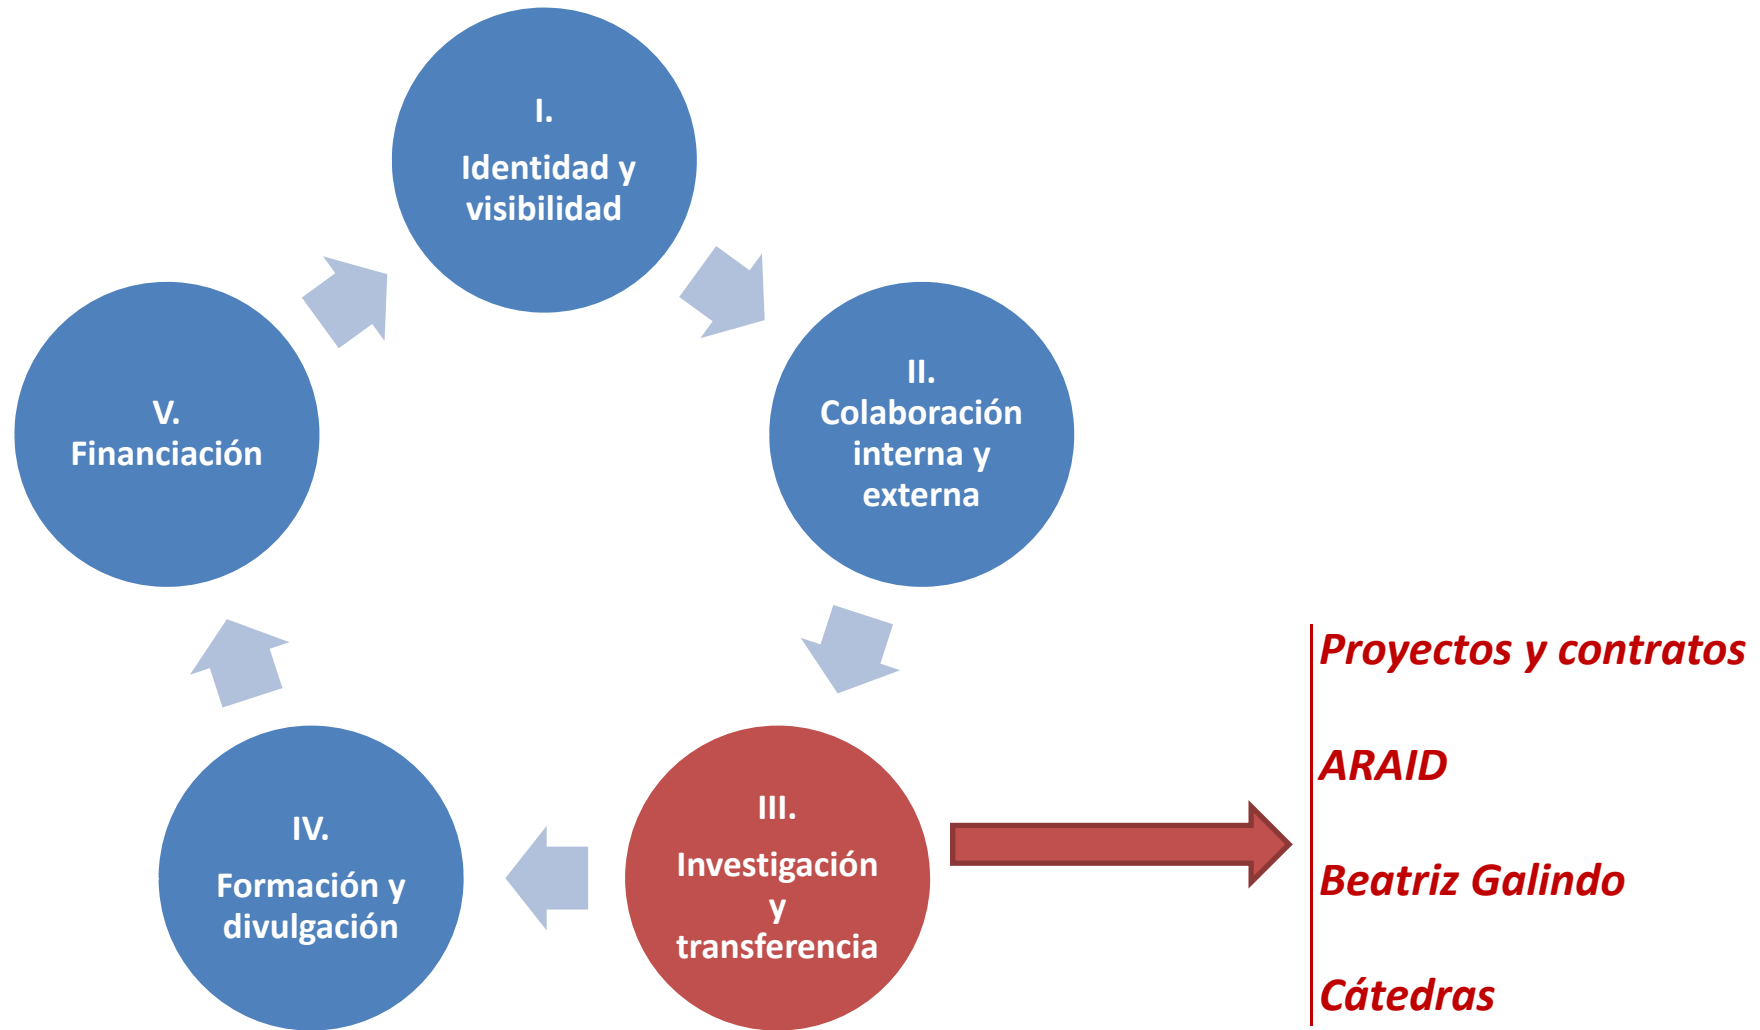 I.
Identidad y
visibilidad
II.
Colaboración
interna y
externa
III.
Investigación
y
transferencia
IV.
Formación y
divulgación
V.
Financiación
Proyectos y contratos
ARAID
Beatriz Galindo
Cátedras